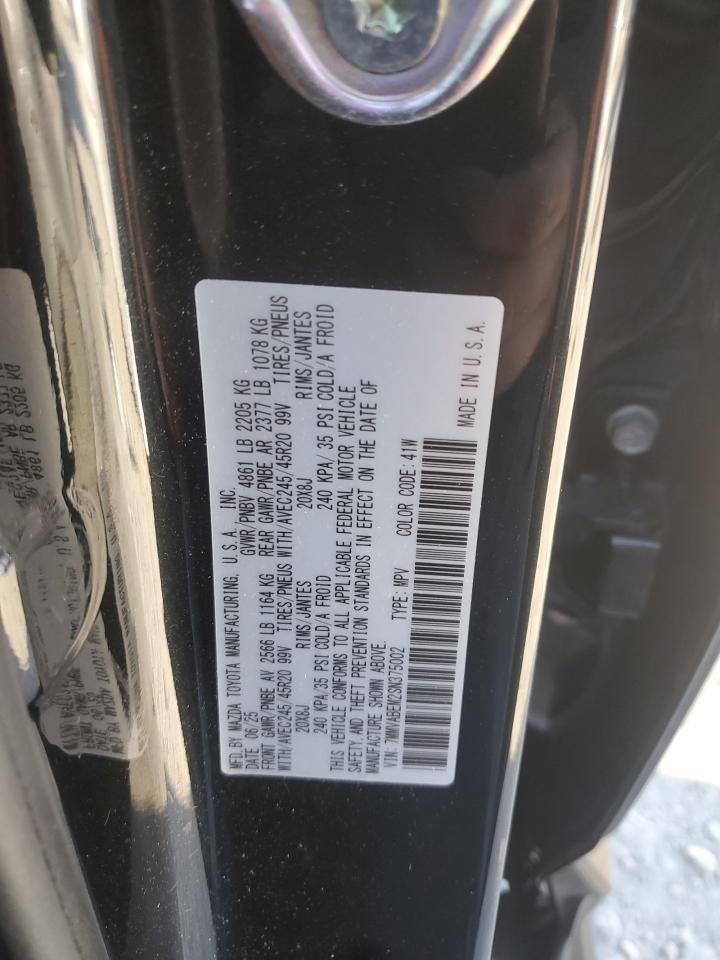 MFD.BY MAZDA TOYOTA MANUFACTURING, U.S.A., INC.
DATE 06/25 GVWR/PNBV 4861 LB 2205 KG
FRONT GAWR/PNBE AV 2566 LB 1164 KG REAR GAWR/PNBE AR 2377 LB 1078 KG
WITH/AVEC245/45R20 99V TIRES/PNEUS WITH/AVEC245/45R20 99V TIRES/PNEUS
20X8J RIMS/JANTES 20X8J RIMS/JANTES
240 KPA/35 PSI COLD/A FROID 240 KPA/ 35 PSI COLD/A FROID
THIS VEHICLE CONFORMS TO ALL APPLICABLE FEDERAL MOTOR VEHICLE
SAFETY, AND THEFT PREVENTION STANDARDS IN EFFECT ON THE DATE OF
MANUFACTURE SHOWN ABOVE.
VIN: 7MMVABEM2SN375002 TYPE: MPV COLOR CODE: 41W
MADE IN U.S.A.